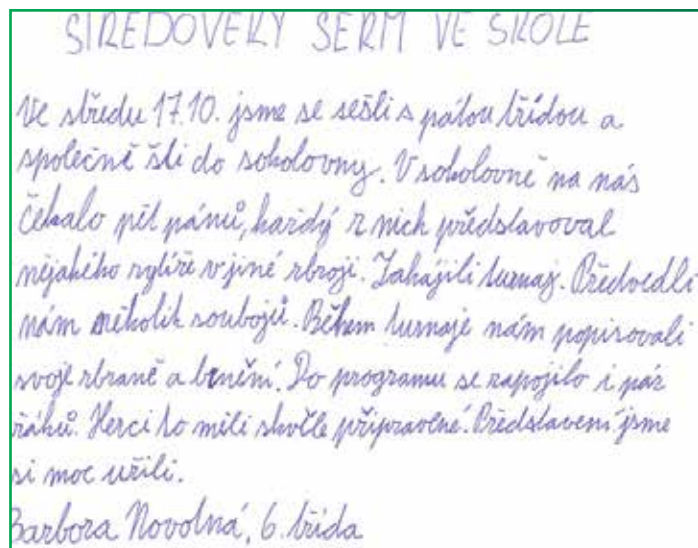 STŘEDOVĚKÝ ŠERM VE ŠKOLE
Ve středu 17.10. jsme se sešli s pátou třídou a
společně šli do sokolovny. V sokolovně na nás
čekalo pět pánů, každý z nich představoval
nějakého rytíře v jiné zbroji. Zahájili turnaj. Předvedli
nám několik soubojů. Během turnaje nám popisovali
svoje zbraně a brnění. Do programu se zapojilo i pár
žáků. Herci to měli skvěle připravené. Představení jsme
si moc užili.
Barbora Novotná, 6. třída